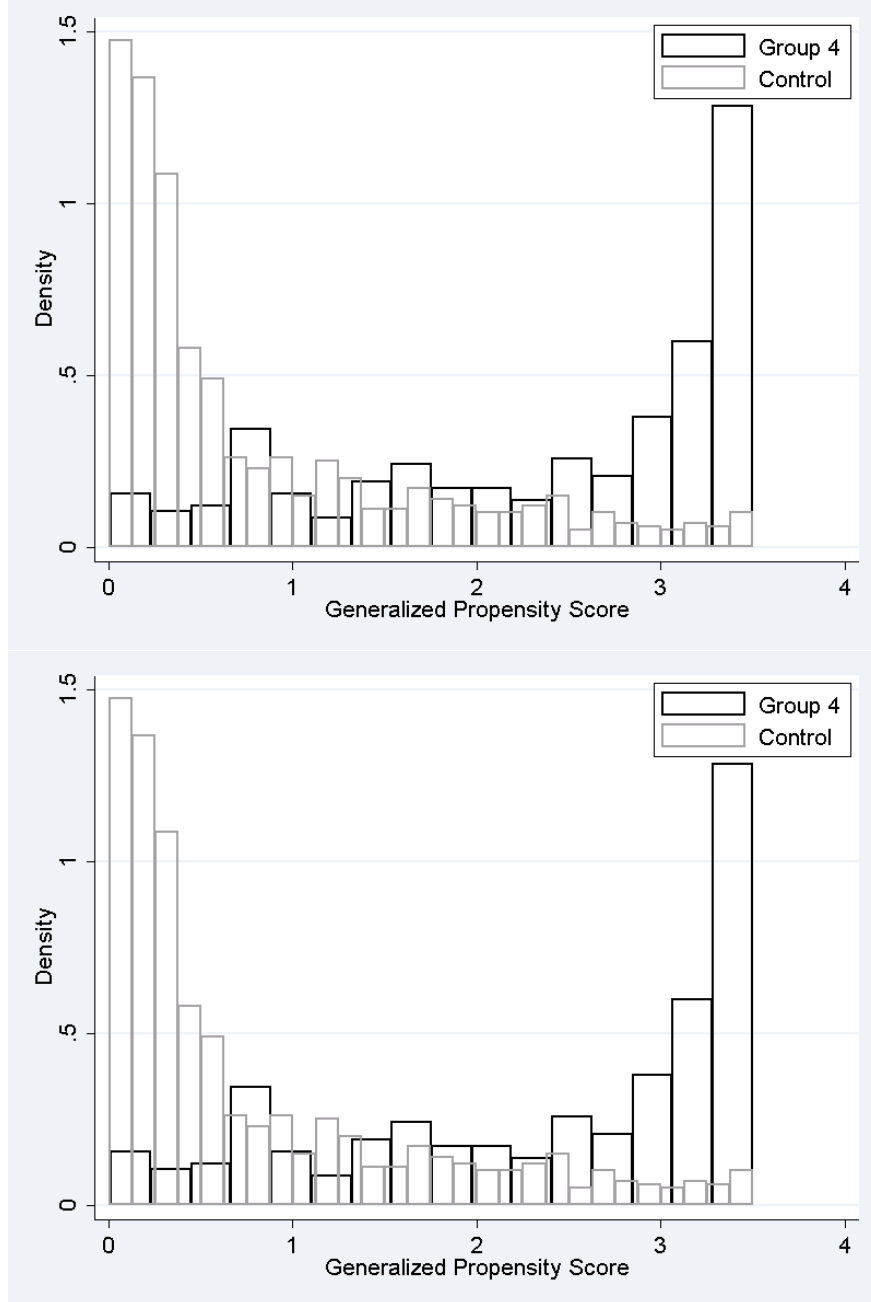 Group 4
Control
1.5
1
.5
0
Density
0 1 2 3 4
Generalized Propensity Score
Group 4
Control
1.5
1
.5
0
Density
0 1 2 3 4
Generalized Propensity Score